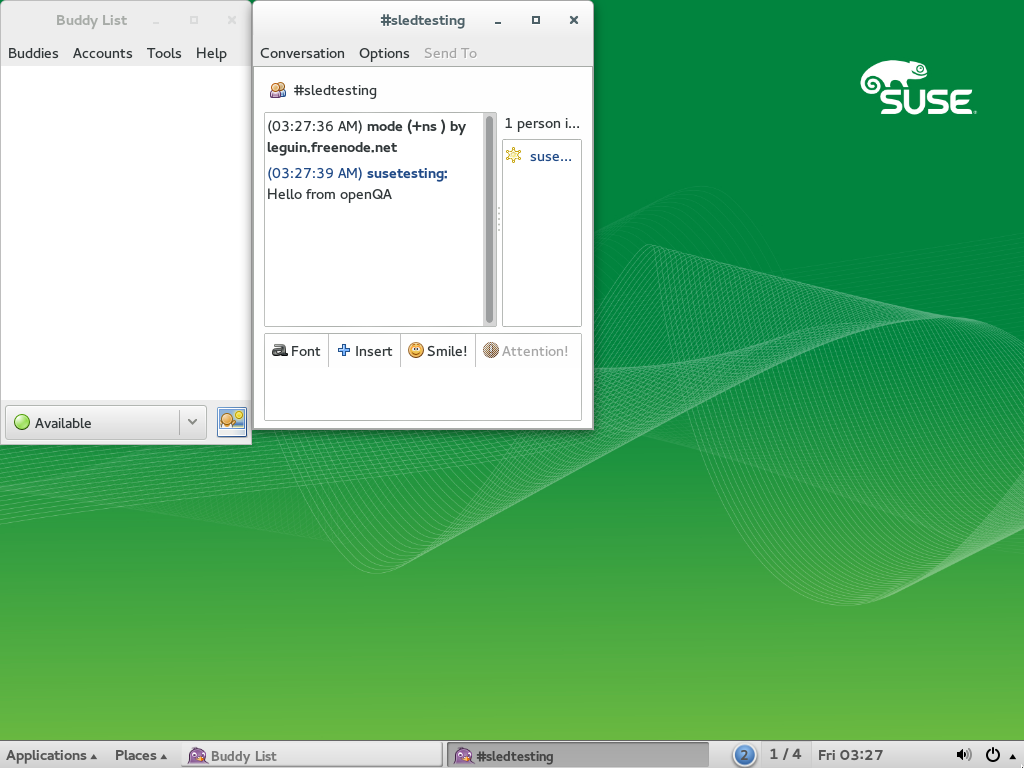 Buddy List
#sledtesting
Buddies Accounts Tools Help
Conversation Options Send To
#sledtesting
(03:27:36 AM) mode (+ns ) by
leguin.freenode.net
(03:27:39 AM) susetesting:
Hello from openQA
1 person i...
suse...
Font Insert Smile! Attention!
Available
SUSE
Applications Places Buddy List #sledtesting 2 1 / 4 Fri 03:27